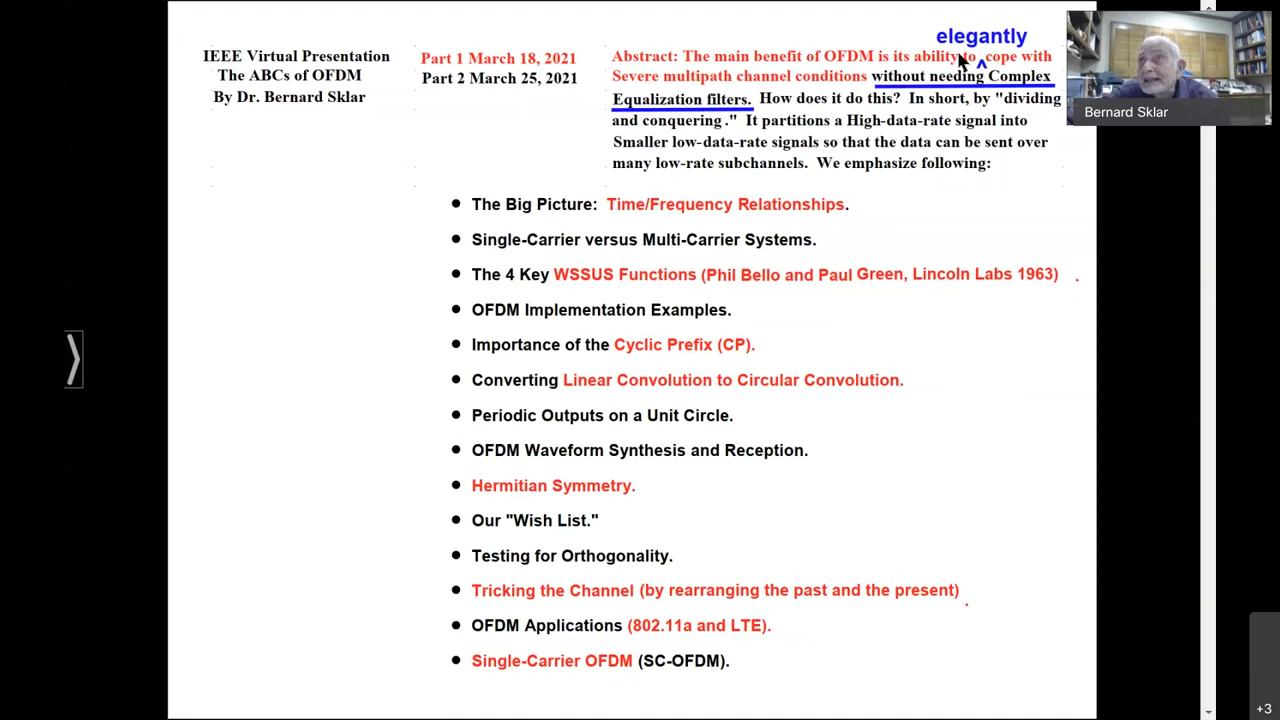 IEEE Virtual Presentation
The ABCs of OFDM
By Dr. Bernard Sklar
Part 1 March 18, 2021
Part 2 March 25, 2021
elegantly
^
Abstract: The main benefit of OFDM is its ability to cope with
Severe multipath channel conditions without needing Complex
Equalization filters. How does it do this? In short, by "dividing
and conquering." It partitions a High-data-rate signal into
Smaller low-data-rate signals so that the data can be sent over
many low-rate subchannels. We emphasize following:
Bernard Sklar
• The Big Picture: Time/Frequency Relationships.
• Single-Carrier versus Multi-Carrier Systems.
• The 4 Key WSSUS Functions (Phil Bello and Paul Green, Lincoln Labs 1963) .
• OFDM Implementation Examples.
• Importance of the Cyclic Prefix (CP).
• Converting Linear Convolution to Circular Convolution.
• Periodic Outputs on a Unit Circle.
• OFDM Waveform Synthesis and Reception.
• Hermitian Symmetry.
• Our "Wish List."
• Testing for Orthogonality.
• Tricking the Channel (by rearranging the past and the present) .
• OFDM Applications (802.11a and LTE).
• Single-Carrier OFDM (SC-OFDM).
+3